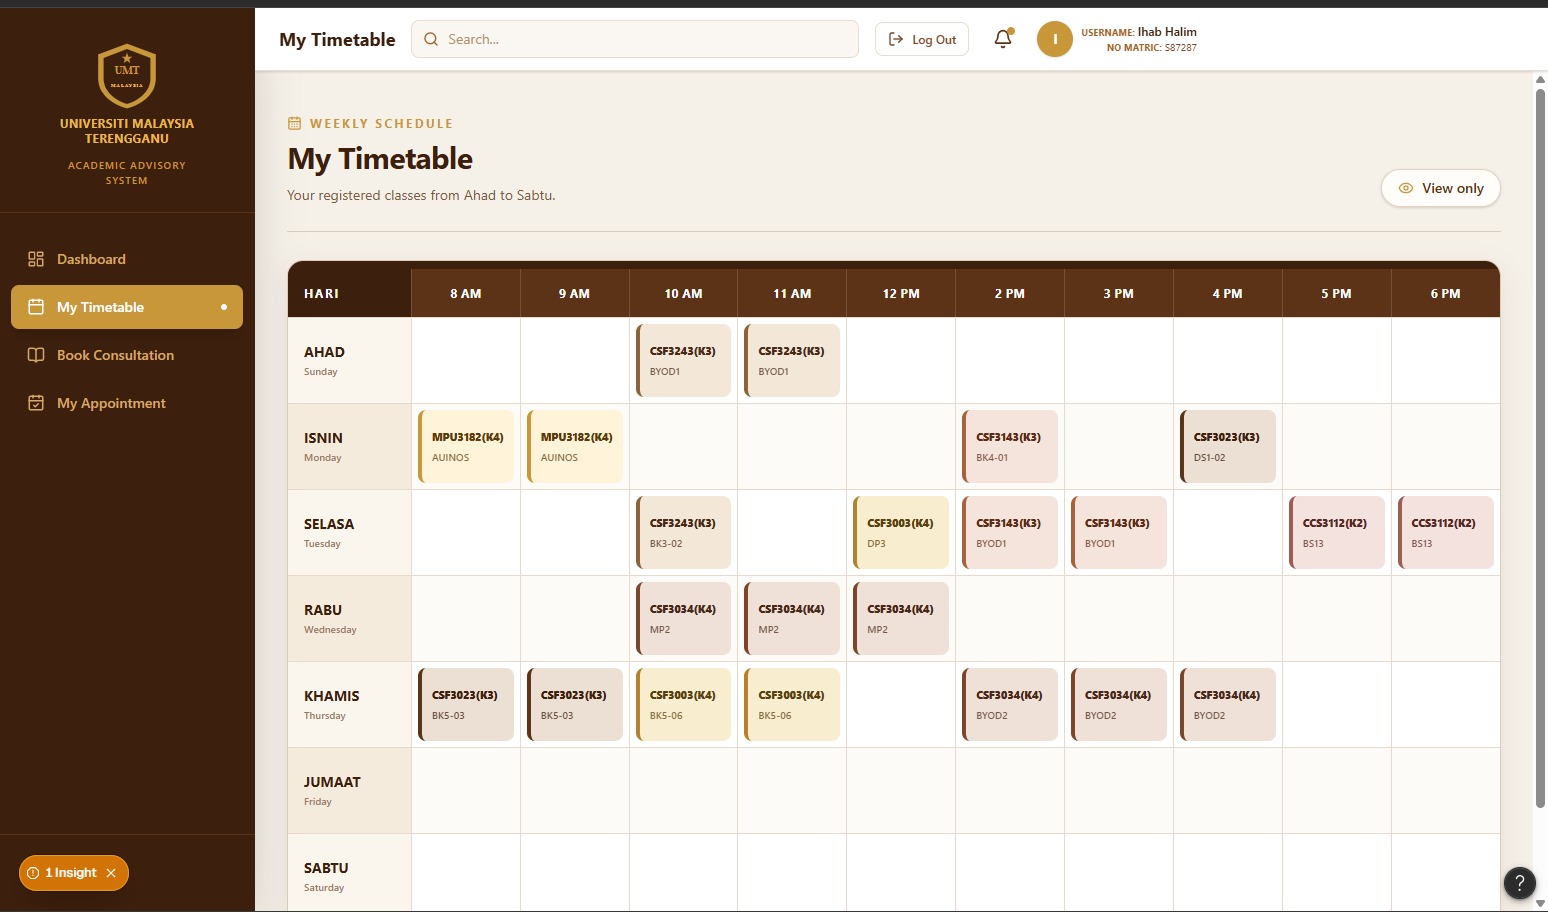 UMT
MALAYSIA
UNIVERSITI MALAYSIA
TERENGGANU
ACADEMIC ADVISORY
SYSTEM
Dashboard
My Timetable
Book Consultation
My Appointment
1 Insight
My Timetable
Search...
Log Out
I
USERNAME: Ihab Halim
NO MATRIC: S87287
WEEKLY SCHEDULE
My Timetable
Your registered classes from Ahad to Sabtu.
View only
HARI 8 AM 9 AM 10 AM 11 AM 12 PM 2 PM 3 PM 4 PM 5 PM 6 PM
AHAD
Sunday
CSF3243(K3) CSF3243(K3)
BYOD1 BYOD1
ISNIN
Monday
MPU3182(K4) MPU3182(K4) CSF3143(K3) CSF3023(K3)
AUINOS AUINOS BK4-01 DS1-02
SELASA
Tuesday
CSF3243(K3) CSF3003(K4) CSF3143(K3) CSF3143(K3) CCS3112(K2) CCS3112(K2)
BK3-02 DP3 BYOD1 BYOD1 BS13 BS13
RABU
Wednesday
CSF3034(K4) CSF3034(K4) CSF3034(K4)
MP2 MP2 MP2
KHAMIS
Thursday
CSF3023(K3) CSF3023(K3) CSF3003(K4) CSF3003(K4) CSF3034(K4) CSF3034(K4) CSF3034(K4)
BK5-03 BK5-03 BK5-06 BK5-06 BYOD2 BYOD2 BYOD2
JUMAAT
Friday
SABTU
Saturday
?